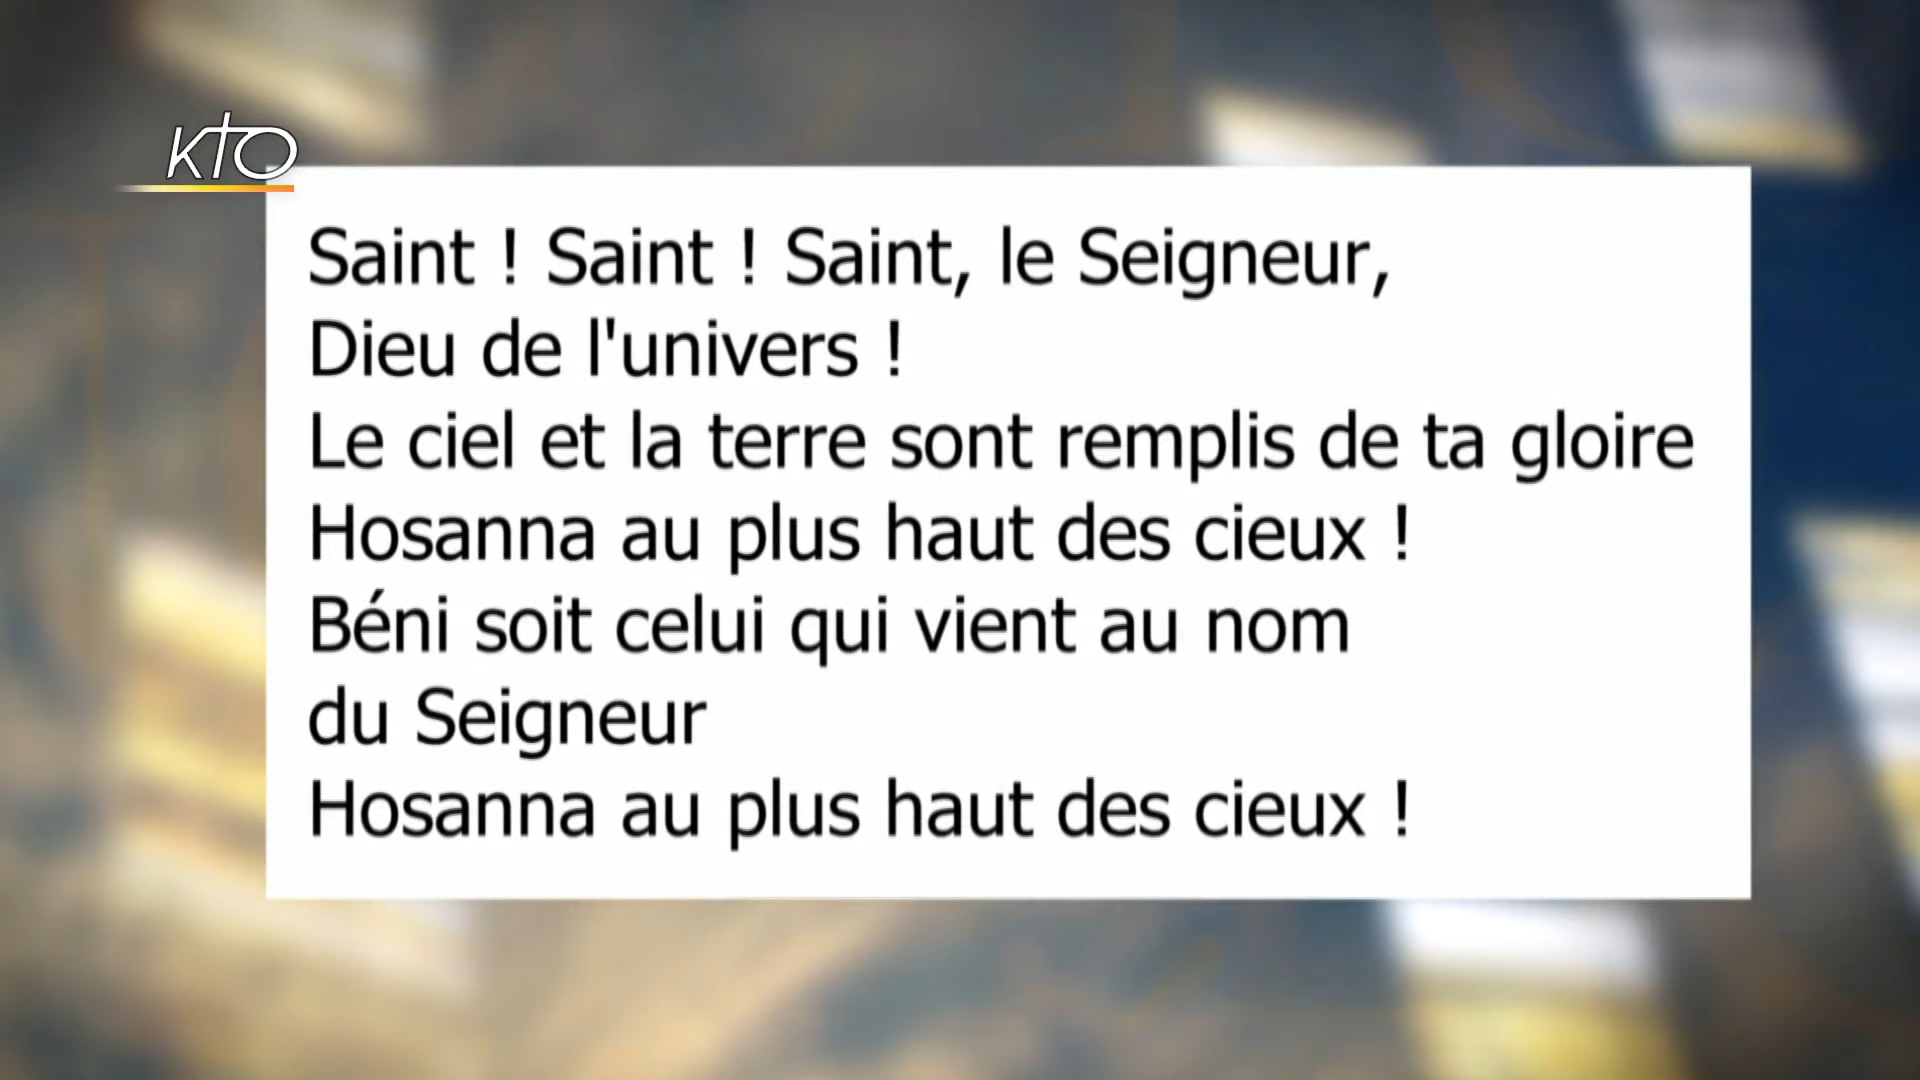 KTO
Saint ! Saint ! Saint, le Seigneur,
Dieu de l'univers !
Le ciel et la terre sont remplis de ta gloire
Hosanna au plus haut des cieux !
Béni soit celui qui vient au nom
du Seigneur
Hosanna au plus haut des cieux !